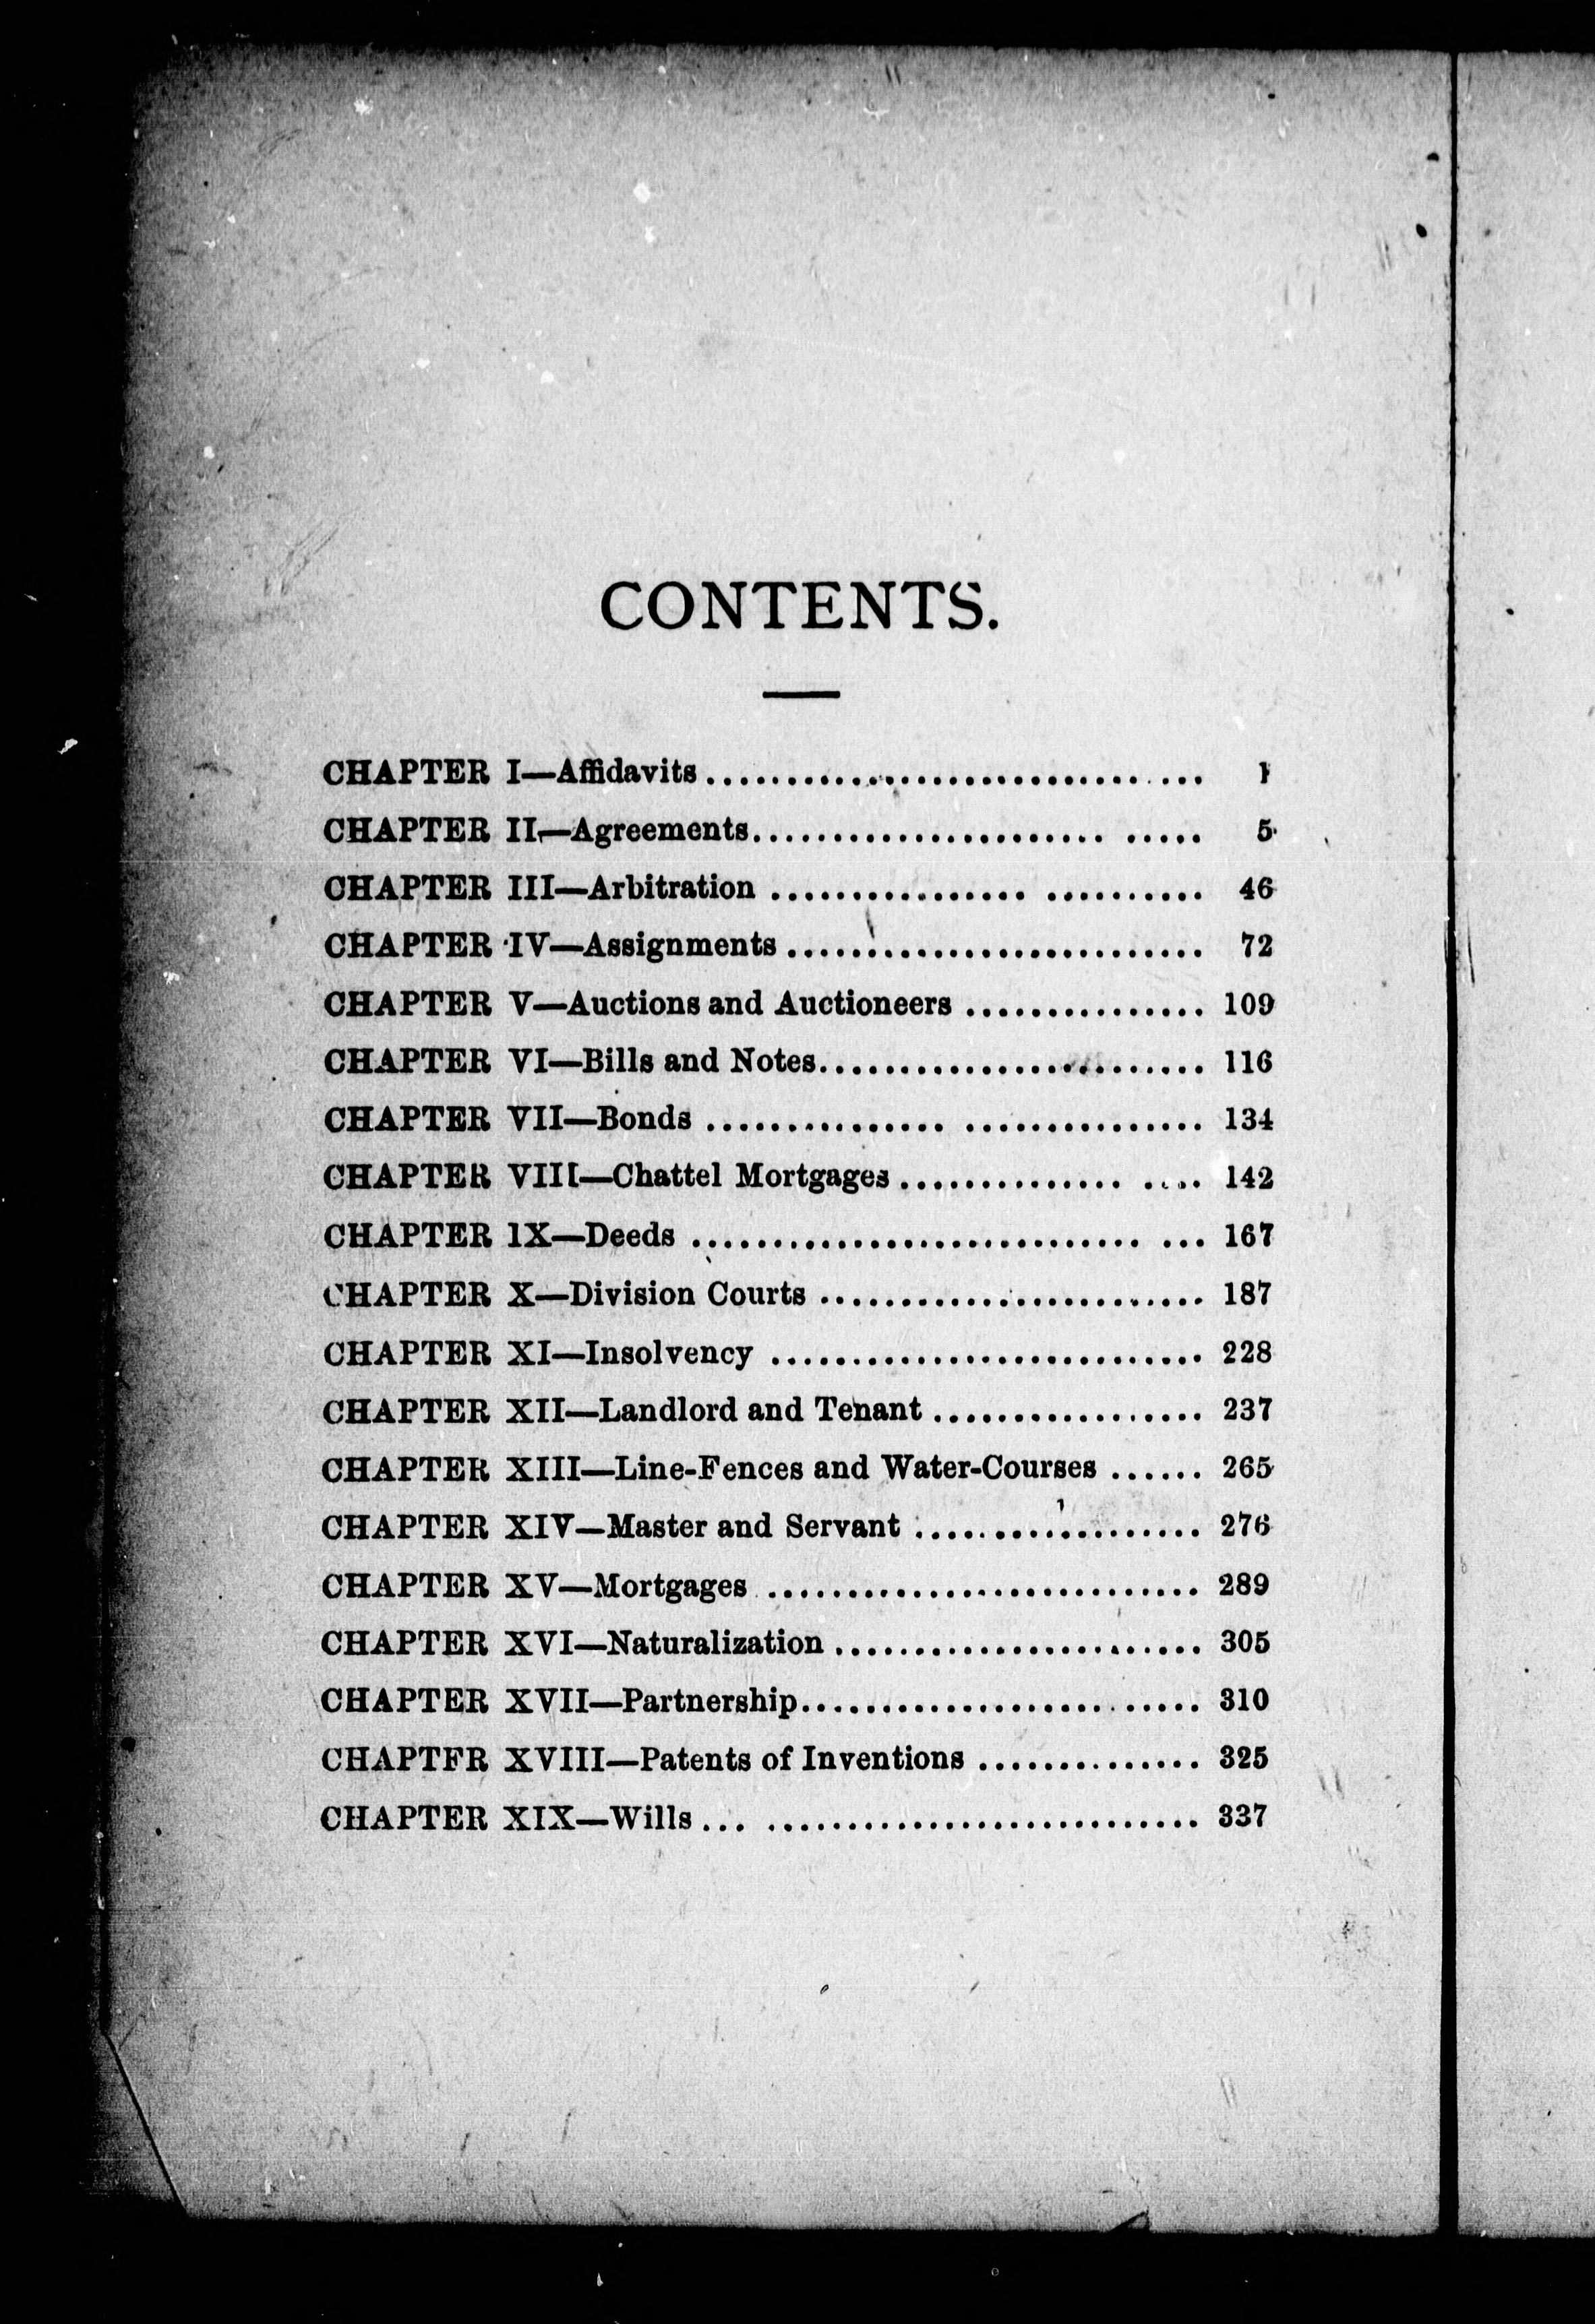 CONTENTS.
CHAPTER I—Affidavits .............................. ... 1
CHAPTER II—Agreements...................... ..... 5
CHAPTER III—Arbitration ................ .......... 46
CHAPTER IV—Assignments .......................... 72
CHAPTER V—Auctions and Auctioneers ............... 109
CHAPTER VI—Bills and Notes........................ 116
CHAPTER VII—Bonds ............... ............... 134
CHAPTER VIII—Chattel Mortgages .............. .... 142
CHAPTER IX—Deeds ............................ ... 167
CHAPTER X—Division Courts ........................ 187
CHAPTER XI—Insolvency ........................... 228
CHAPTER XII—Landlord and Tenant ................. 237
CHAPTER XIII—Line-Fences and Water-Courses ...... 265
CHAPTER XIV—Master and Servant .................. 276
CHAPTER XV—Mortgages ........................... 289
CHAPTER XVI—Naturalization ....................... 305
CHAPTER XVII—Partnership......................... 310
CHAPTER XVIII—Patents of Inventions .............. 325
CHAPTER XIX—Wills ... ........................... 337